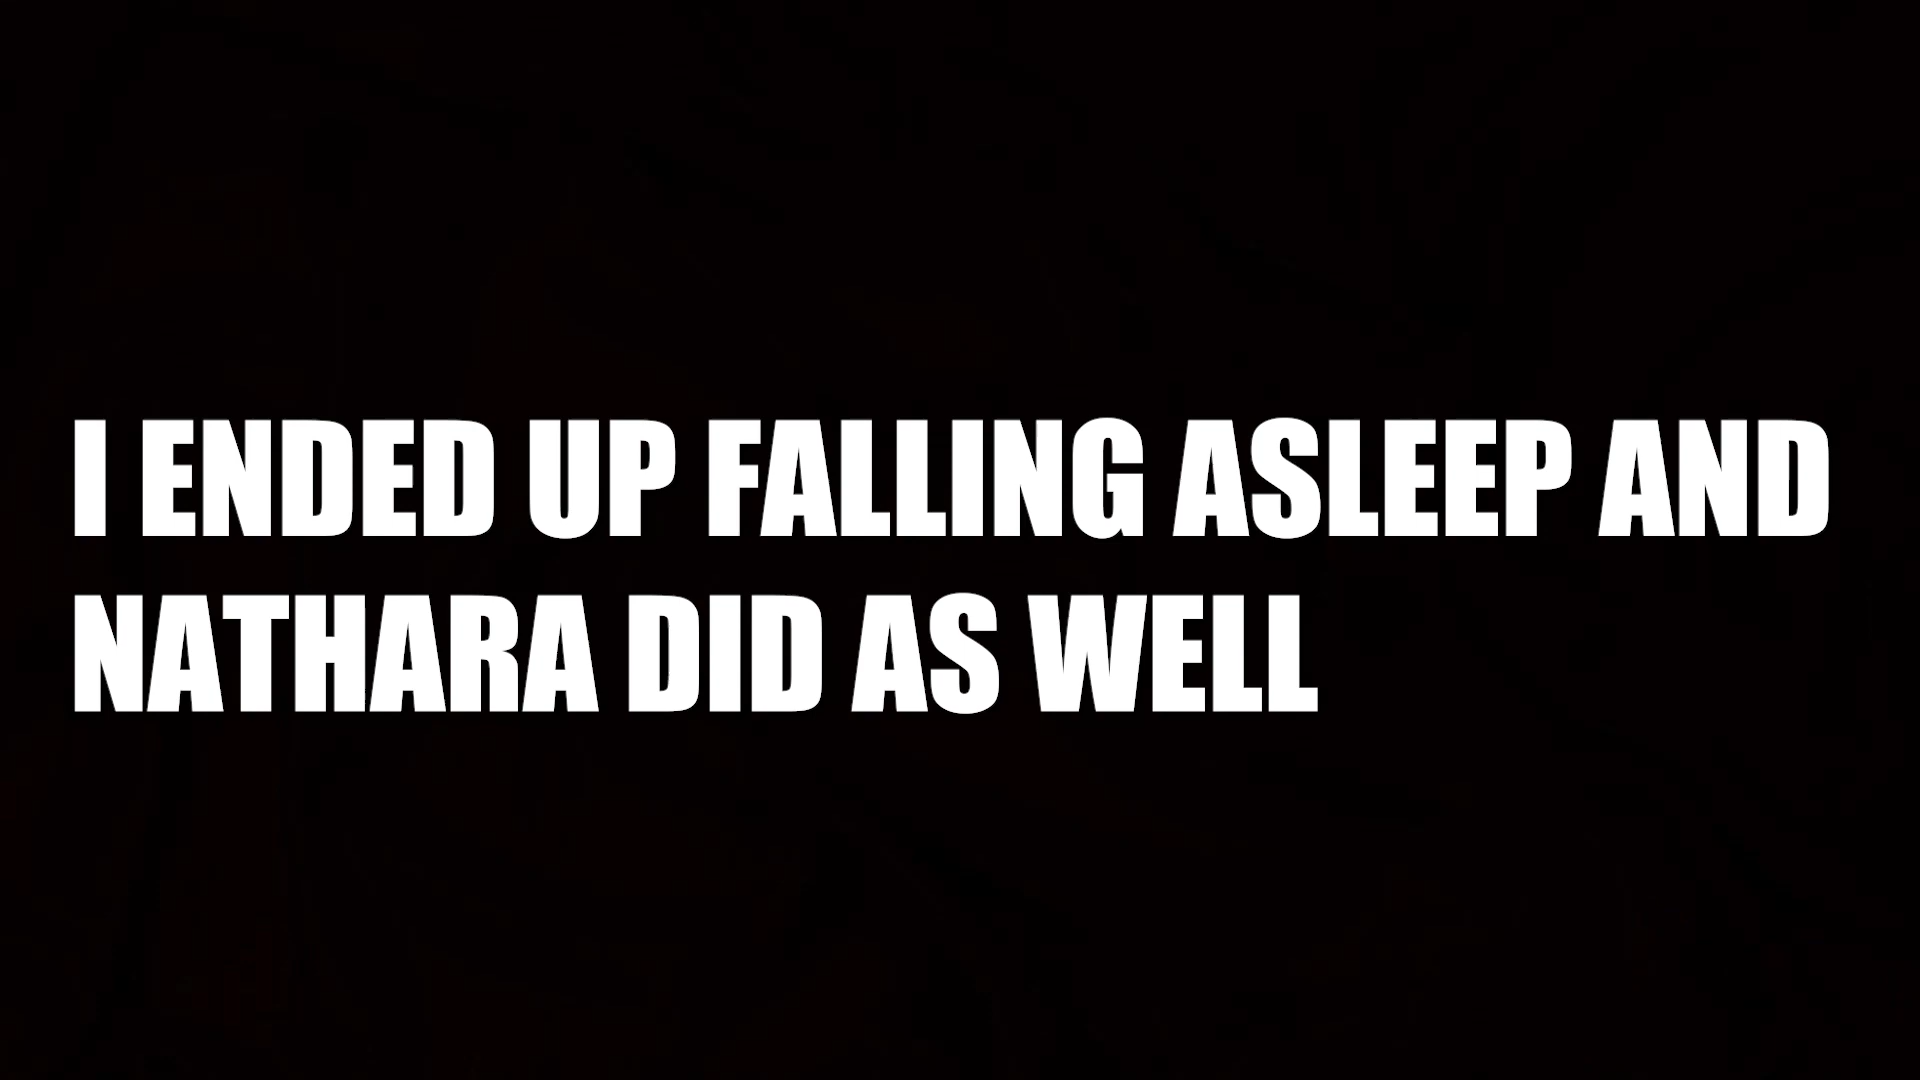 I ENDED UP FALLING ASLEEP AND
NATHARA DID AS WELL